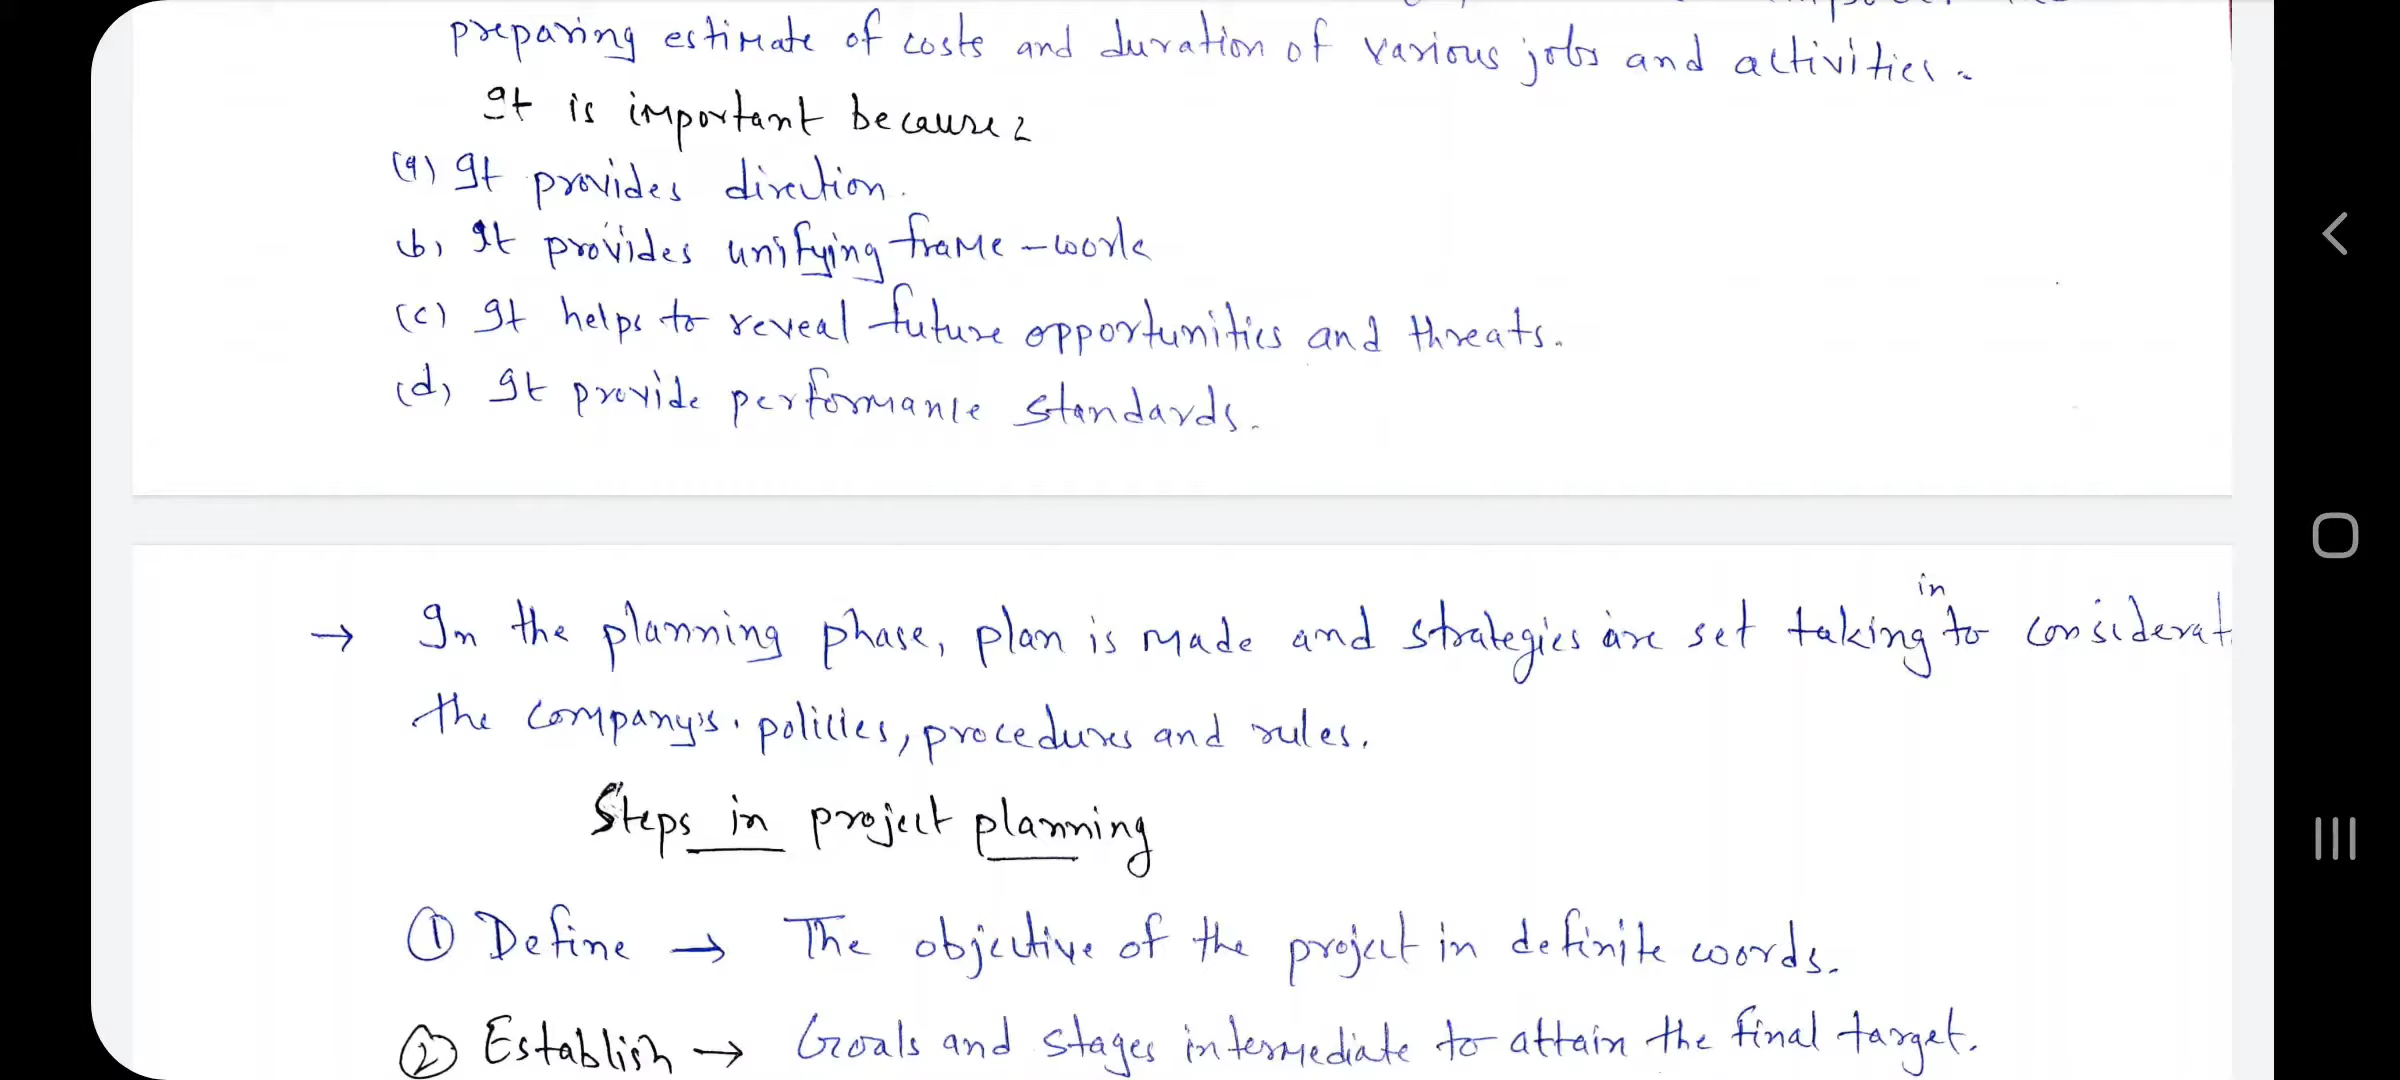 preparing estimate of costs and duration of various jobs and activities.
It is important because :
(a) It provides direction.
(b) It provides unifying frame-work
(c) It helps to reveal future opportunities and threats.
(d) It provide performance standards.
→ In the planning phase, plan is made and strategies are set taking in to considerat
the company's policies, procedures and rules.
Steps in project planning
① Define → The objective of the project in definite words.
② Establish → Goals and stages intermediate to attain the final target.